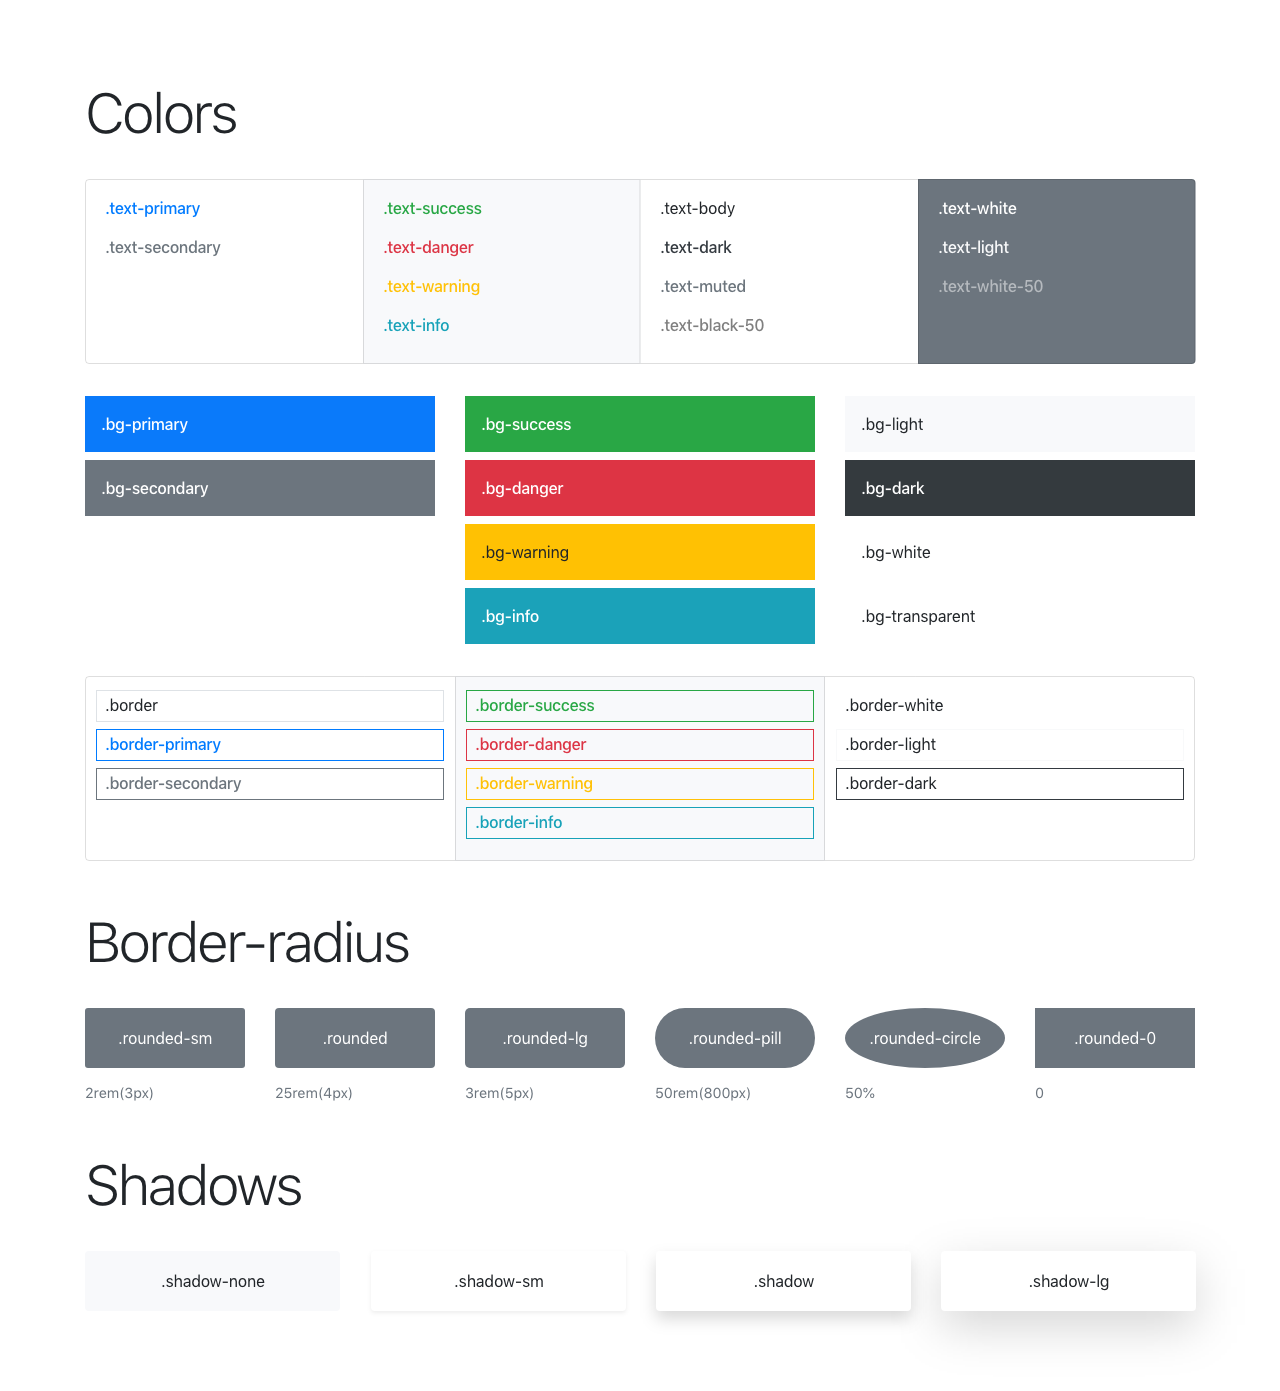 Colors
.text-primary
.text-secondary
.text-success
.text-danger
.text-warning
.text-info
.text-body
.text-dark
.text-muted
.text-black-50
.text-white
.text-light
.text-white-50
.bg-primary
.bg-secondary
.bg-success
.bg-danger
.bg-warning
.bg-info
.bg-light
.bg-dark
.bg-white
.bg-transparent
.border
.border-primary
.border-secondary
.border-success
.border-danger
.border-warning
.border-info
.border-white
.border-light
.border-dark
Border-radius
.rounded-sm
.rounded
.rounded-lg
.rounded-pill
.rounded-circle
.rounded-0
2rem(3px)
25rem(4px)
3rem(5px)
50rem(800px)
50%
0
Shadows
.shadow-none
.shadow-sm
.shadow
.shadow-lg